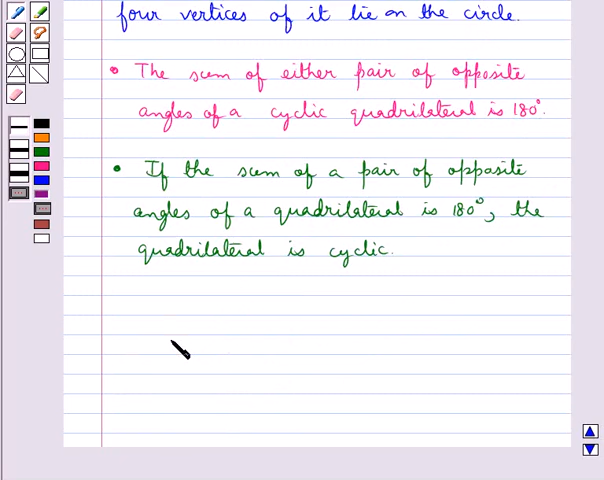 four vertices of it lie on the circle.
• The sum of either pair of opposite
angles of a cyclic quadrilateral is 180°.
• If the sum of a pair of opposite
angles of a quadrilateral is 180°, the
quadrilateral is cyclic.